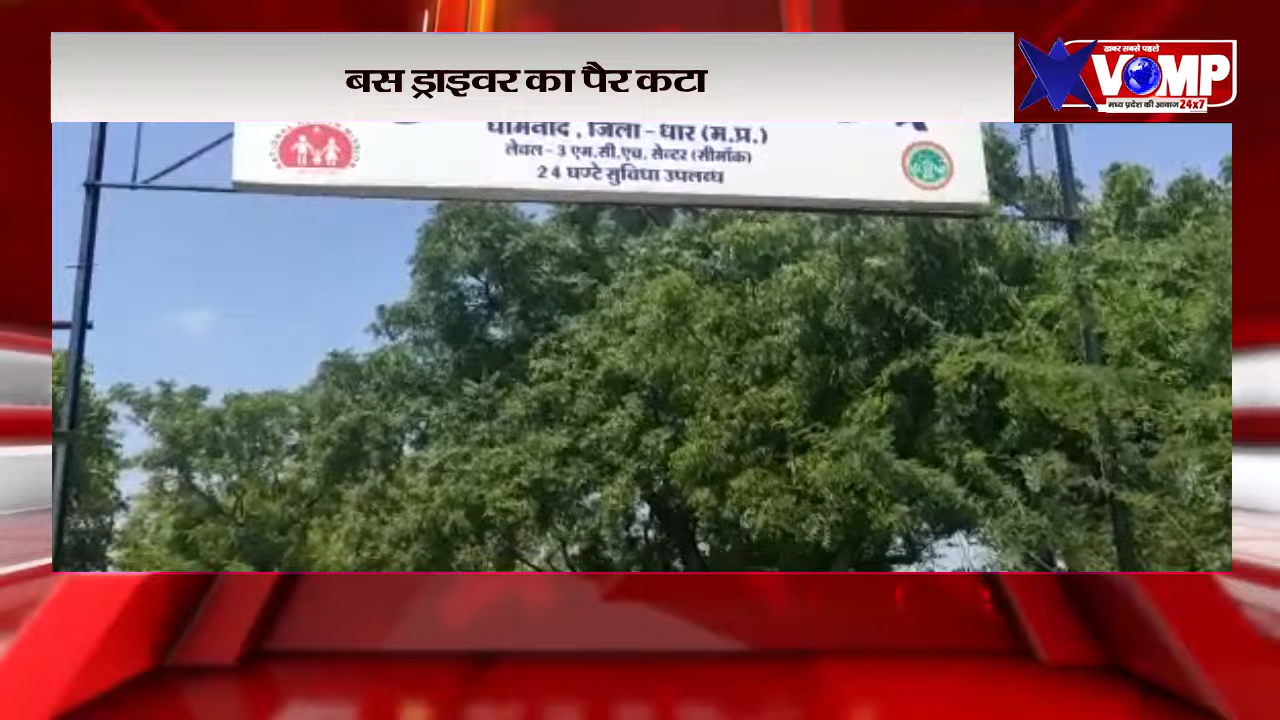 बस ड्राइवर का पैर कटा
खबर सबसे पहले
VOMP
मध्य प्रदेश की आवाज 24x7
धामनोद , जिला - धार (म.प्र.)
लेवल - 3 एम.सी.एच. सेन्टर (सीमॉक)
24 घण्टे सुविधा उपलब्ध